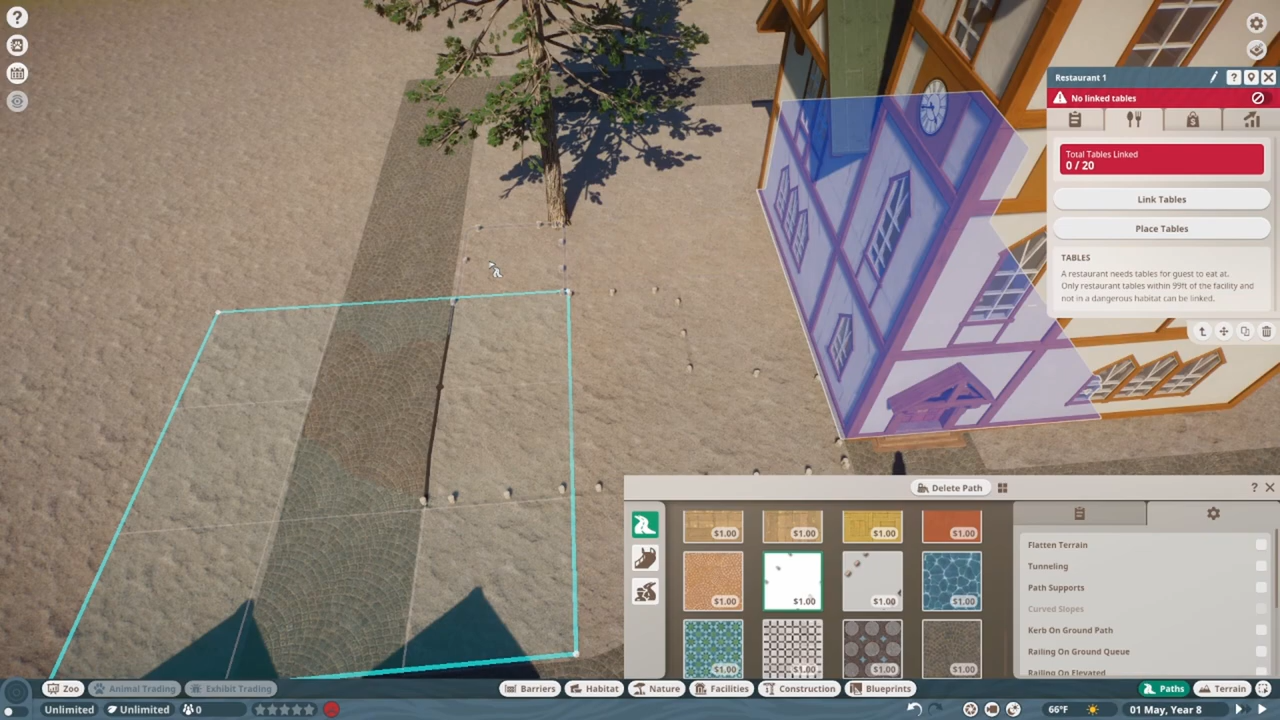 Restaurant 1
?
No linked tables
Total Tables Linked
0 / 20
Link Tables
Place Tables
TABLES
A restaurant needs tables for guest to eat at.
Only restaurant tables within 99ft of the facility and
not in a dangerous habitat can be linked.
?
Delete Path
?
$1.00 $1.00 $1.00 $1.00
$1.00 $1.00 $1.00 $1.00
$1.00 $1.00 $1.00 $1.00
Flatten Terrain
Tunneling
Path Supports
Curved Slopes
Kerb On Ground Path
Railing On Ground Queue
Railing On Elevated
Zoo Animal Trading Exhibit Trading Barriers Habitat Nature Facilities Construction Blueprints Paths Terrain
Unlimited Unlimited 0 66°F 01 May, Year 8